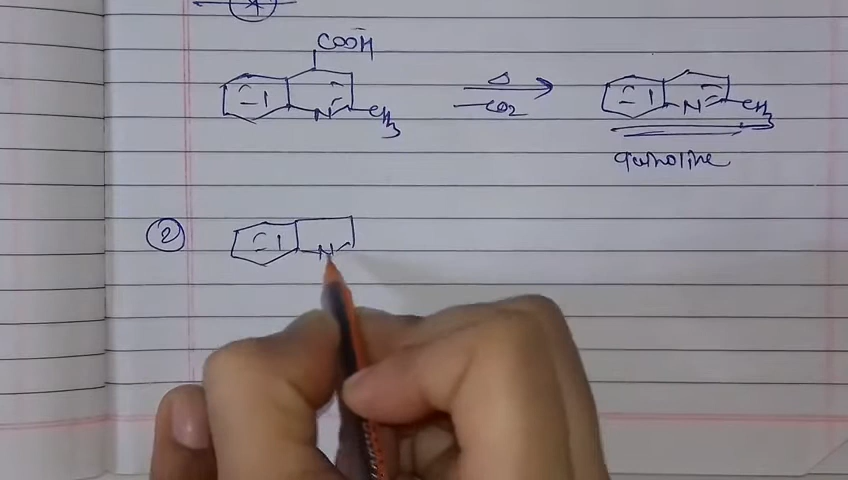 COOH
Δ
N CH3 -CO2 N CH3
quinoline
2
N